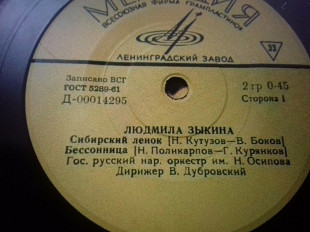 МЕЛОДИЯ
ВСЕСОЮЗНАЯ ФИРМА ГРАМПЛАСТИНОК
ЛЕНИНГРАДСКИЙ ЗАВОД
33
Записано ВСГ
ГОСТ 5289-61
Д-00014295
2 гр 0-45
Сторона 1
ЛЮДМИЛА ЗЫКИНА
Сибирский ленок [Н. Кутузов—В. Боков]
Бессонница [Н. Поликарпов—Г. Курянков]
Гос. русский нар. оркестр им. Н. Осипова
Дирижер В. Дубровский